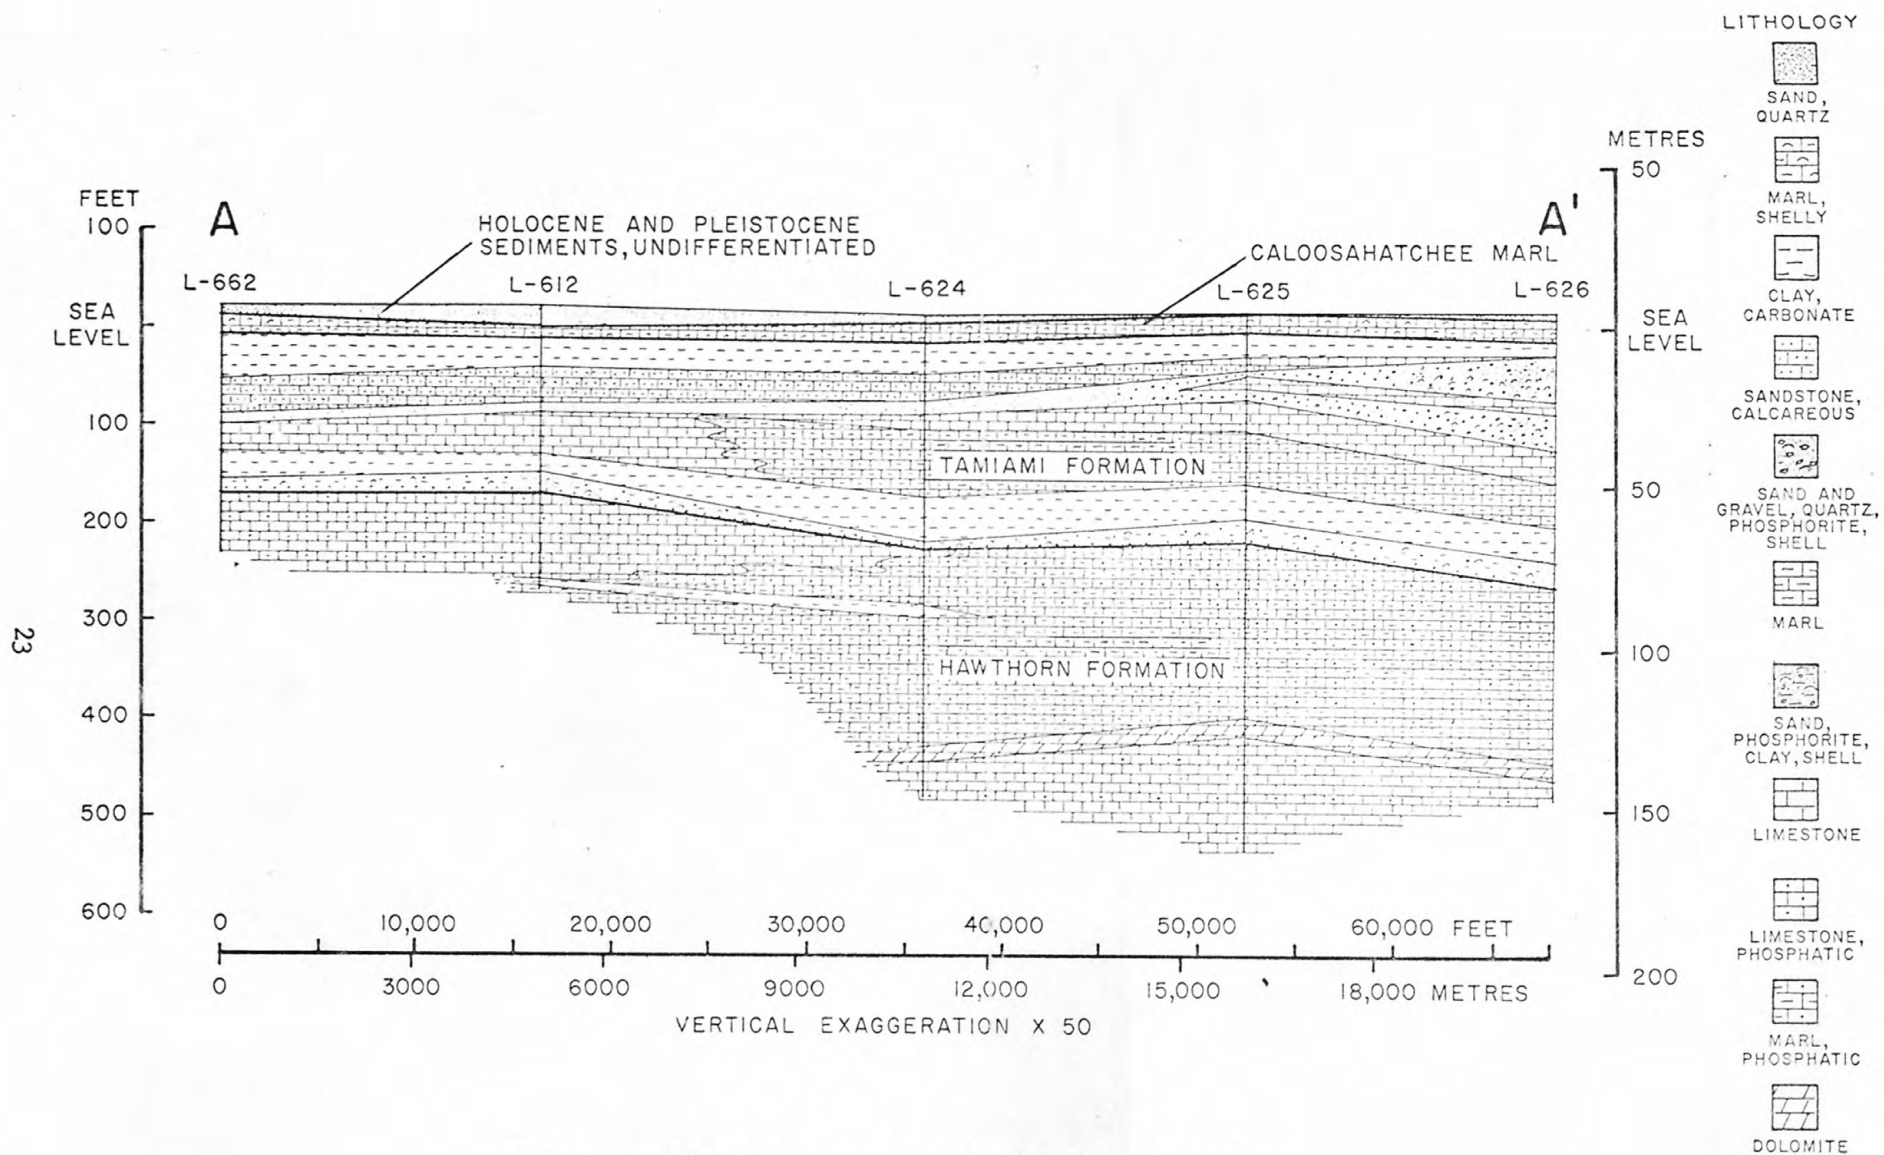 LITHOLOGY
SAND,
QUARTZ
MARL,
SHELLY
CLAY,
CARBONATE
SANDSTONE,
CALCAREOUS
SAND AND
GRAVEL, QUARTZ,
PHOSPHORITE,
SHELL
MARL
SAND,
PHOSPHORITE,
CLAY, SHELL
LIMESTONE
LIMESTONE,
PHOSPHATIC
MARL,
PHOSPHATIC
DOLOMITE
METRES
50
SEA
LEVEL
50
100
150
200
FEET
100
SEA
LEVEL
100
200
300
400
500
600
A
A'
HOLOCENE AND PLEISTOCENE
SEDIMENTS, UNDIFFERENTIATED
CALOOSAHATCHEE MARL
L-662
L-612
L-624
L-625
L-626
TAMIAMI FORMATION
HAWTHORN FORMATION
0 10,000 20,000 30,000 40,000 50,000 60,000 FEET
0 3000 6000 9000 12,000 15,000 18,000 METRES
VERTICAL EXAGGERATION X 50
23